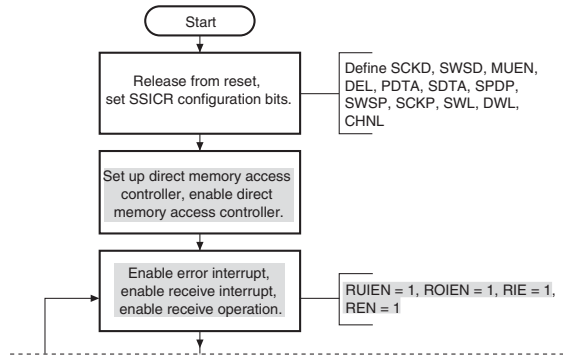 Start
Release from reset,
set SSICR configuration bits.
Define SCKD, SWSD, MUEN,
DEL, PDTA, SDTA, SPDP,
SWSP, SCKP, SWL, DWL,
CHNL
Set up direct memory access
controller, enable direct
memory access controller.
Enable error interrupt,
enable receive interrupt,
enable receive operation.
RUIEN = 1, ROIEN = 1, RIE = 1,
REN = 1